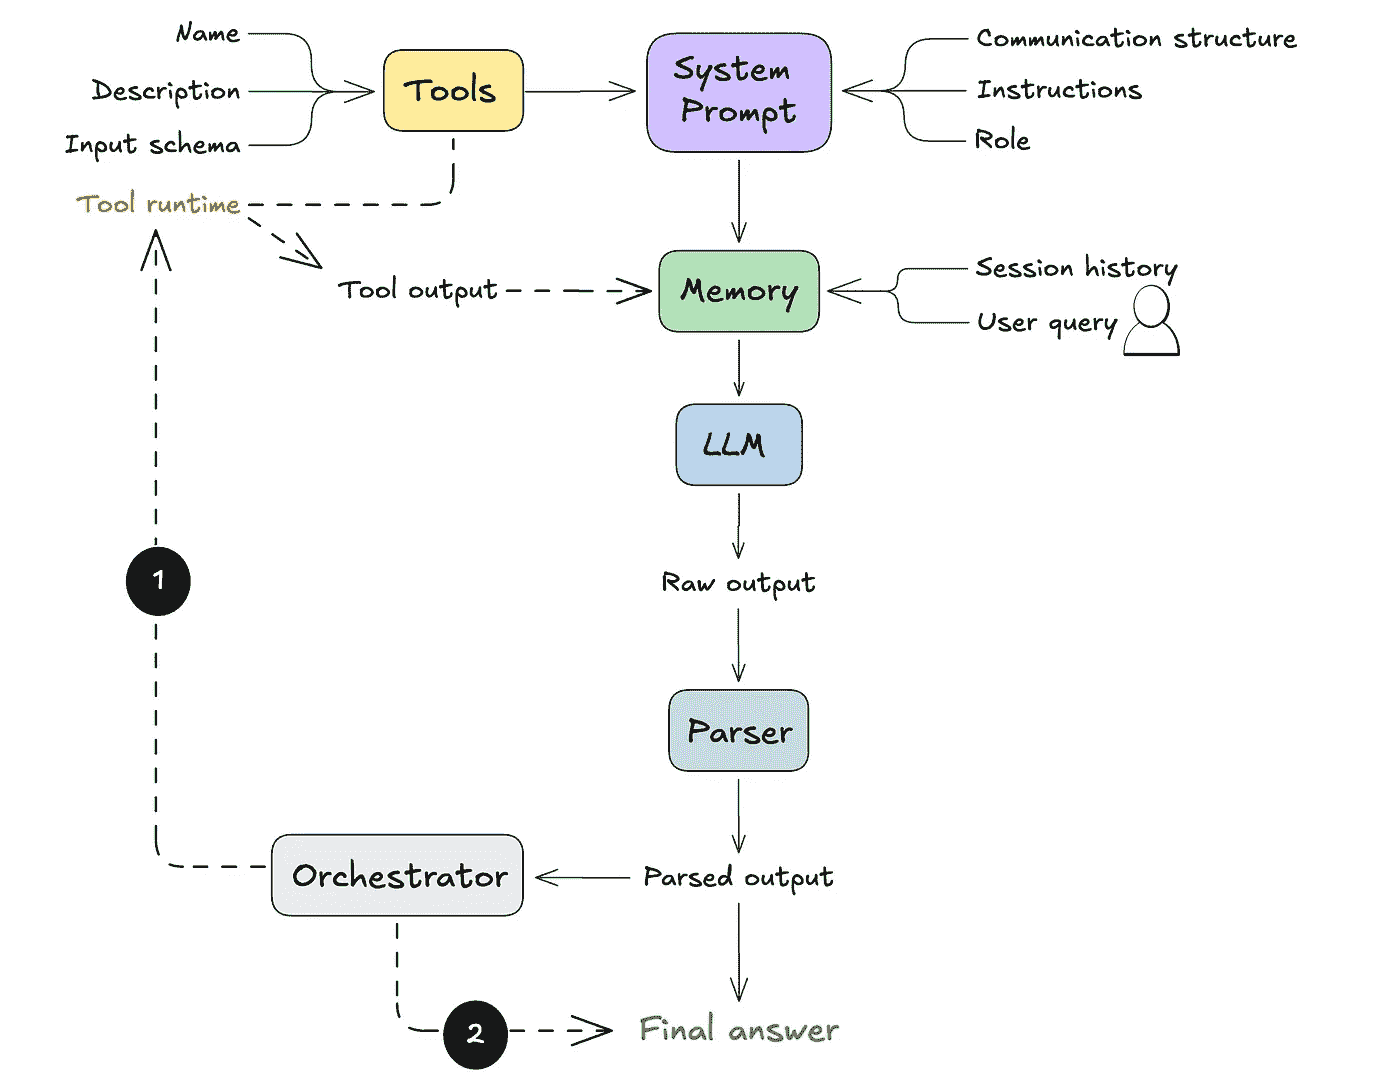 Name
Description
Input schema
Tools
System
Prompt
Communication structure
Instructions
Role
Tool runtime
Tool output
Memory
Session history
User query
LLM
Raw output
1
Parser
Orchestrator
Parsed output
2
Final answer